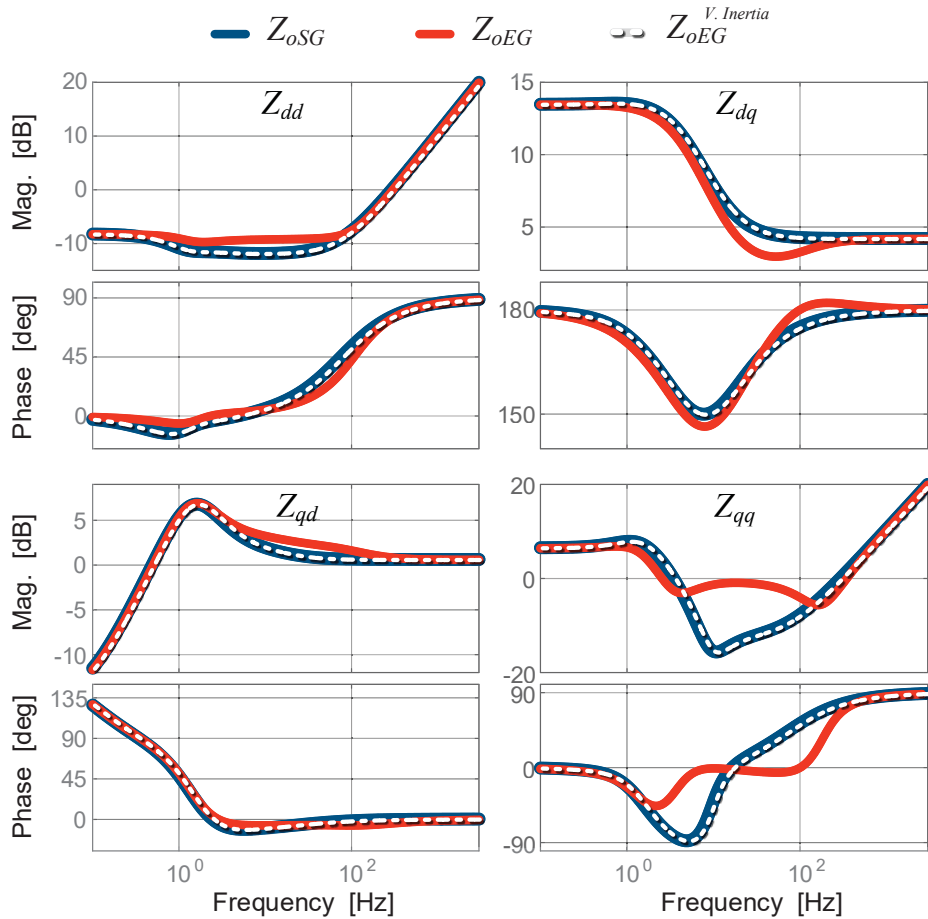 Z_oSG Z_oEG Z_oEG^V. Inertia
Z_dd
Mag. [dB]
20
10
0
-10
Z_dq
15
10
5
Phase [deg]
90
45
0
180
150
Z_qd
Mag. [dB]
5
0
-5
-10
Z_qq
20
0
-20
Phase [deg]
135
90
45
0
90
0
-90
10^0 10^2
10^0 10^2
Frequency [Hz] Frequency [Hz]